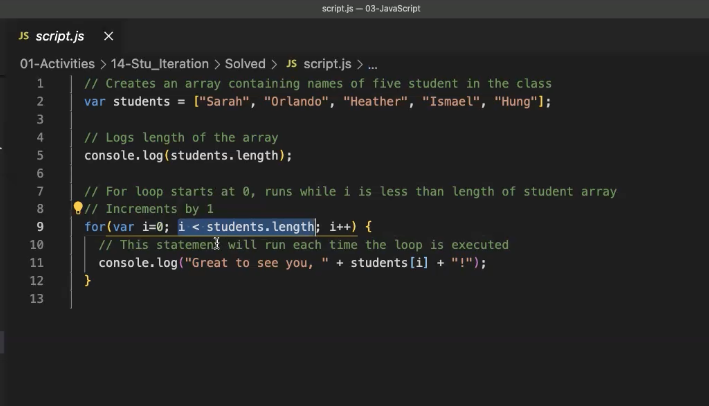 script.js — 03-JavaScript
JS script.js ×
01-Activities > 14-Stu_Iteration > Solved > JS script.js > ...
1 // Creates an array containing names of five student in the class
2 var students = ["Sarah", "Orlando", "Heather", "Ismael", "Hung"];
3
4 // Logs length of the array
5 console.log(students.length);
6
7 // For loop starts at 0, runs while i is less than length of student array
8 // Increments by 1
9 for(var i=0; i < students.length; i++) {
10 // This statement will run each time the loop is executed
11 console.log("Great to see you, " + students[i] + "!");
12 }
13